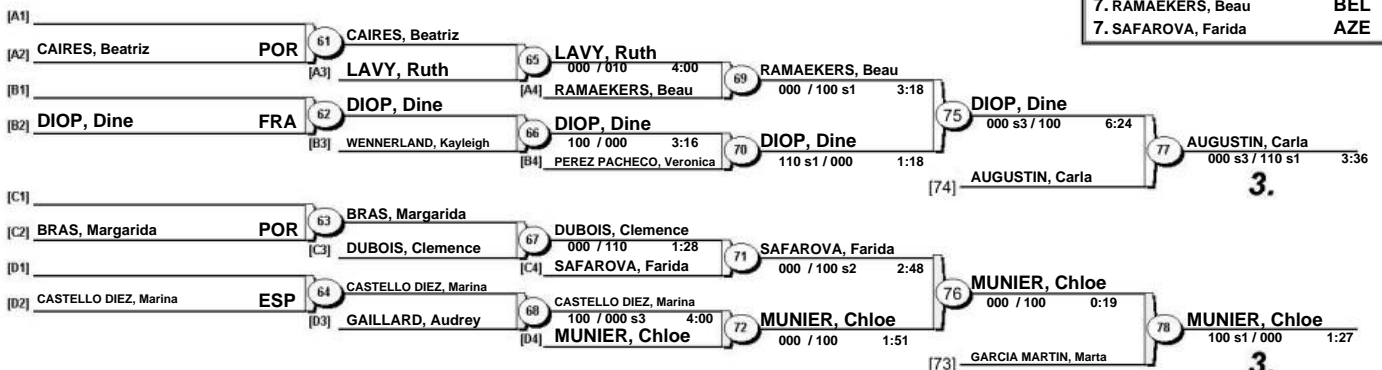 7. RAMAEKERS, Beau BEL
7. SAFAROVA, Farida AZE
[A1]
[A2] CAIRES, Beatriz POR
61 CAIRES, Beatriz
[A3] LAVY, Ruth
65 LAVY, Ruth
000 / 010 4:00
[A4] RAMAEKERS, Beau
69 RAMAEKERS, Beau
000 / 100 s1 3:18
[B1]
[B2] DIOP, Dine FRA
62 DIOP, Dine
[B3] WENNERLAND, Kayleigh
66 DIOP, Dine
100 / 000 3:16
[B4] PEREZ PACHECO, Veronica
70 DIOP, Dine
110 s1 / 000 1:18
75 DIOP, Dine
000 s3 / 100 6:24
[74] AUGUSTIN, Carla
77 AUGUSTIN, Carla
000 s3 / 110 s1 3:36
3.
[C1]
[C2] BRAS, Margarida POR
63 BRAS, Margarida
[C3] DUBOIS, Clemence
67 DUBOIS, Clemence
000 / 110 1:28
[C4] SAFAROVA, Farida
71 SAFAROVA, Farida
000 / 100 s2 2:48
[D1]
[D2] CASTELLO DIEZ, Marina ESP
64 CASTELLO DIEZ, Marina
[D3] GAILLARD, Audrey
68 CASTELLO DIEZ, Marina
100 / 000 s3 4:00
[D4] MUNIER, Chloe
72 MUNIER, Chloe
000 / 100 1:51
76 MUNIER, Chloe
000 / 100 0:19
[73] GARCIA MARTIN, Marta
78 MUNIER, Chloe
100 s1 / 000 1:27
3.